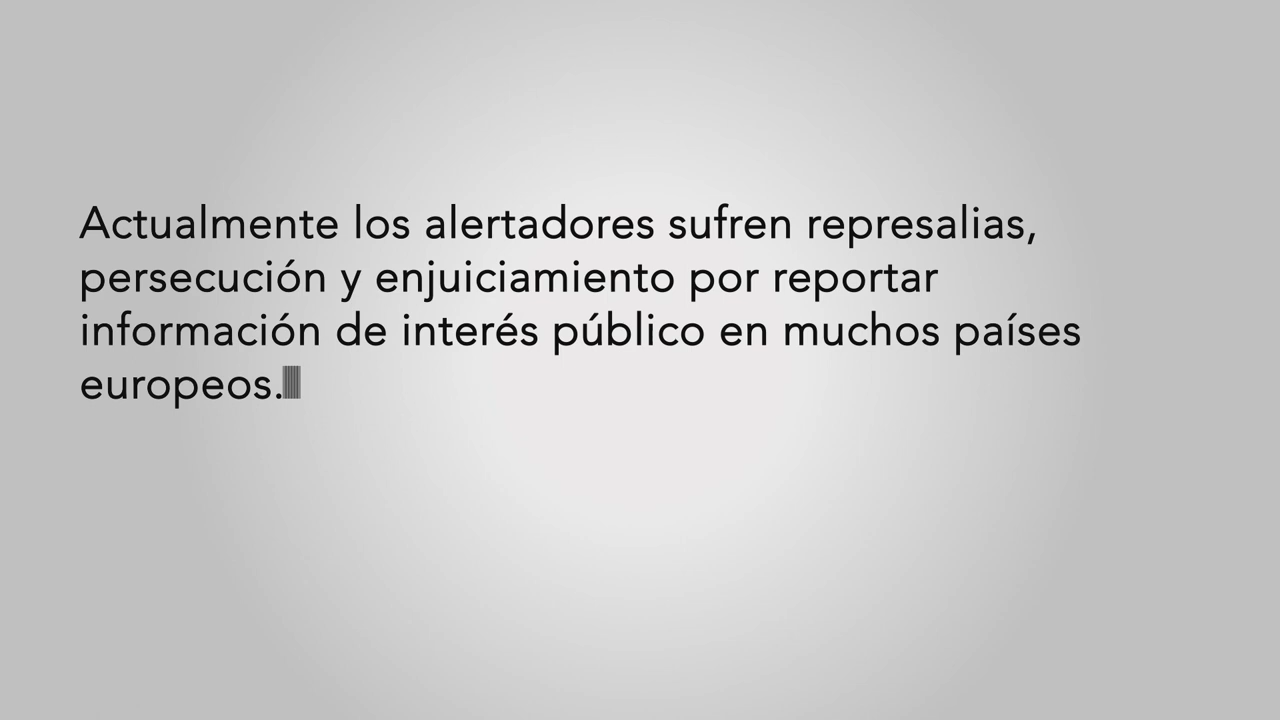 Actualmente los alertadores sufren represalias,
persecución y enjuiciamiento por reportar
información de interés público en muchos países
europeos.